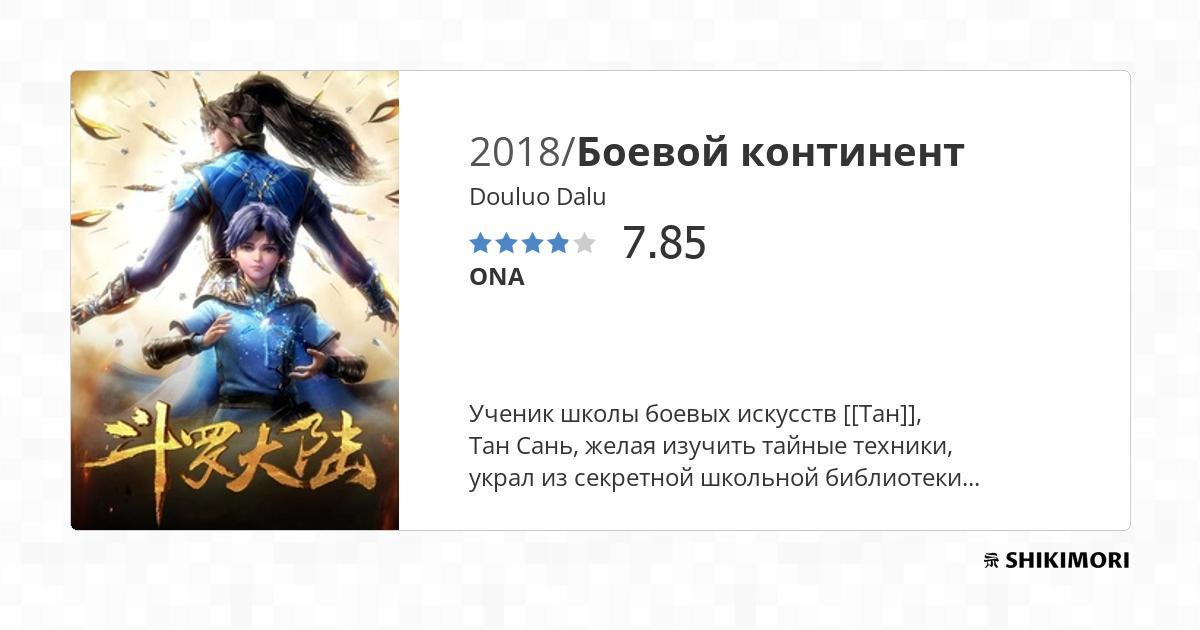 斗罗大陆
2018/Боевой континент
Douluo Dalu
7.85
ONA
Ученик школы боевых искусств [[Тан]],
Тан Сань, желая изучить тайные техники,
украл из секретной школьной библиотеки...
SHIKIMORI